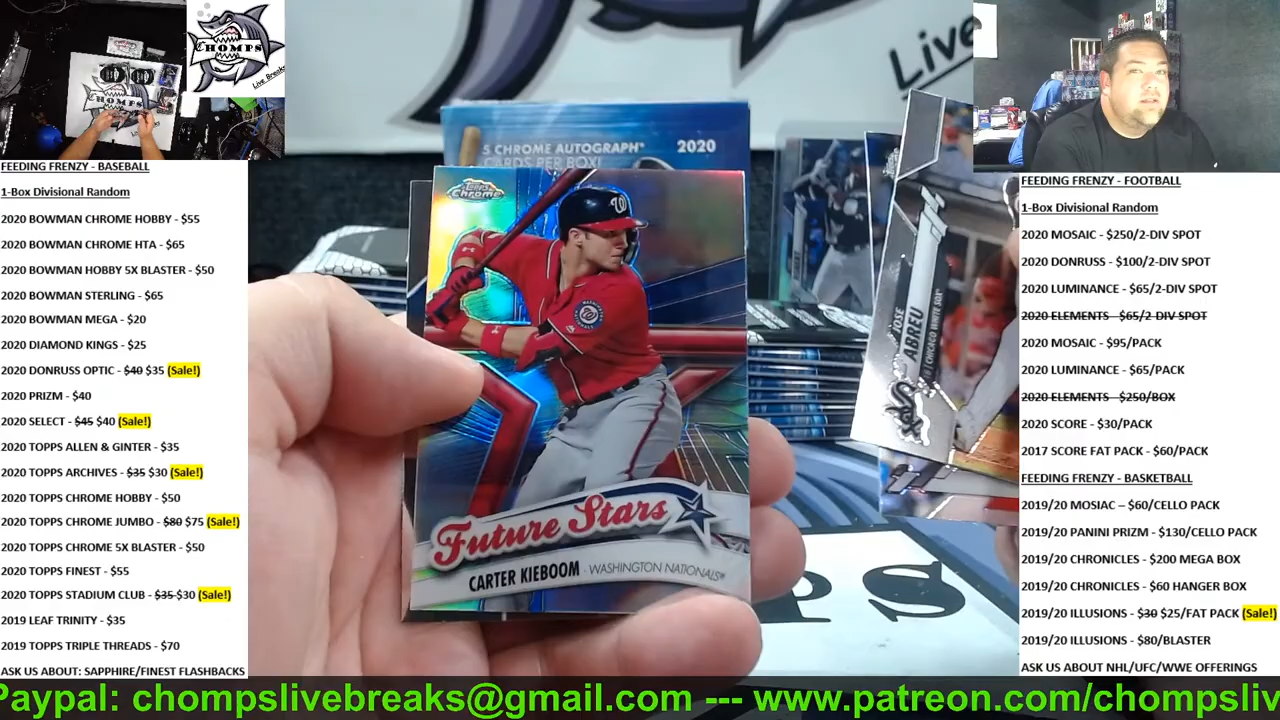 CHOMPS
Live Breaks
CHOMPS
Live
FEEDING FRENZY - BASEBALL
1-Box Divisional Random
2020 BOWMAN CHROME HOBBY - $55
2020 BOWMAN CHROME HTA - $65
2020 BOWMAN HOBBY 5X BLASTER - $50
2020 BOWMAN STERLING - $65
2020 BOWMAN MEGA - $20
2020 DIAMOND KINGS - $25
2020 DONRUSS OPTIC - $40 $35 (Sale!)
2020 PRIZM - $40
2020 SELECT - $45 $40 (Sale!)
2020 TOPPS ALLEN & GINTER - $35
2020 TOPPS ARCHIVES - $35 $30 (Sale!)
2020 TOPPS CHROME HOBBY - $50
2020 TOPPS CHROME JUMBO - $80 $75 (Sale!)
2020 TOPPS CHROME 5X BLASTER - $50
2020 TOPPS FINEST - $55
2020 TOPPS STADIUM CLUB - $35 $30 (Sale!)
2019 LEAF TRINITY - $35
2019 TOPPS TRIPLE THREADS - $70
ASK US ABOUT: SAPPHIRE/FINEST FLASHBACKS
5 CHROME AUTOGRAPH
CARDS PER BOX!
2020
Topps Chrome
W
WASHINGTON NATIONALS
Future Stars
CARTER KIEBOOM - WASHINGTON NATIONALS®
JOSE
ABREU
CHICAGO WHITE SOX
Sox
FEEDING FRENZY - FOOTBALL
1-Box Divisional Random
2020 MOSAIC - $250/2-DIV SPOT
2020 DONRUSS - $100/2-DIV SPOT
2020 LUMINANCE - $65/2-DIV SPOT
2020 ELEMENTS - $65/2-DIV SPOT
2020 MOSAIC - $95/PACK
2020 LUMINANCE - $65/PACK
2020 ELEMENTS - $250/BOX
2020 SCORE - $30/PACK
2017 SCORE FAT PACK - $60/PACK
FEEDING FRENZY - BASKETBALL
2019/20 MOSIAC – $60/CELLO PACK
2019/20 PANINI PRIZM - $130/CELLO PACK
2019/20 CHRONICLES - $200 MEGA BOX
2019/20 CHRONICLES - $60 HANGER BOX
2019/20 ILLUSIONS - $30 $25/FAT PACK (Sale!)
2019/20 ILLUSIONS - $80/BLASTER
ASK US ABOUT NHL/UFC/WWE OFFERINGS
Paypal: chompslivebreaks@gmail.com --- www.patreon.com/chompsliv